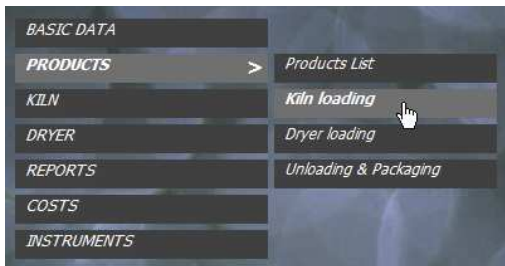 BASIC DATA
PRODUCTS >
KILN
DRYER
REPORTS
COSTS
INSTRUMENTS
Products List
Kiln loading
Dryer loading
Unloading & Packaging